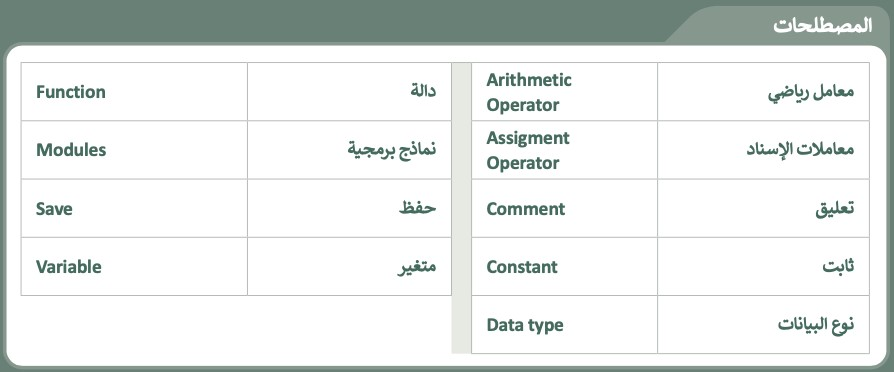 المصطلحات
معامل رياضي
Arithmetic
Operator
معاملات الإسناد
Assigment
Operator
تعليق
Comment
ثابت
Constant
نوع البيانات
Data type
دالة
Function
نماذج برمجية
Modules
حفظ
Save
متغير
Variable